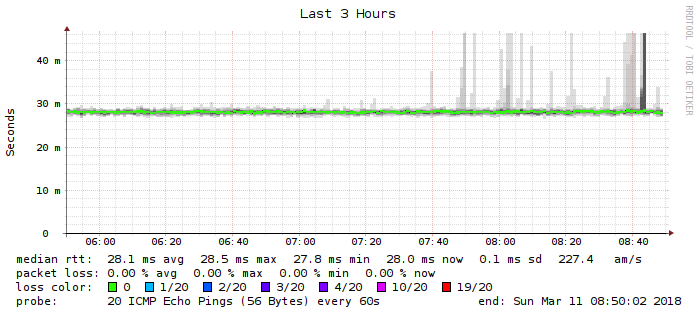 Last 3 Hours
RRDTOOL / TOBI OETIKER
Seconds
40 m
30 m
20 m
10 m
0
06:00 06:20 06:40 07:00 07:20 07:40 08:00 08:20 08:40
median rtt: 28.1 ms avg 28.5 ms max 27.8 ms min 28.0 ms now 0.1 ms sd 227.4 am/s
packet loss: 0.00 % avg 0.00 % max 0.00 % min 0.00 % now
loss color: 0 1/20 2/20 3/20 4/20 10/20 19/20
probe: 20 ICMP Echo Pings (56 Bytes) every 60s end: Sun Mar 11 08:50:02 2018